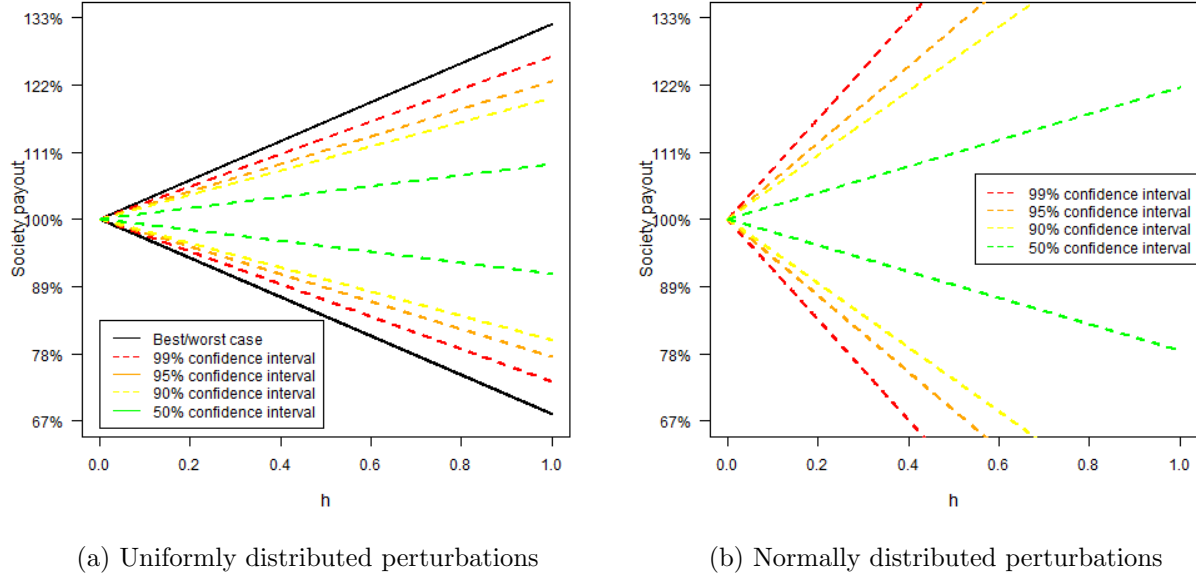 133%
122%
111%
100%
89%
78%
67%
Society payout
Best/worst case
99% confidence interval
95% confidence interval
90% confidence interval
50% confidence interval
0.0 0.2 0.4 0.6 0.8 1.0
h
(a) Uniformly distributed perturbations
133%
122%
111%
100%
89%
78%
67%
Society payout
99% confidence interval
95% confidence interval
90% confidence interval
50% confidence interval
0.0 0.2 0.4 0.6 0.8 1.0
h
(b) Normally distributed perturbations